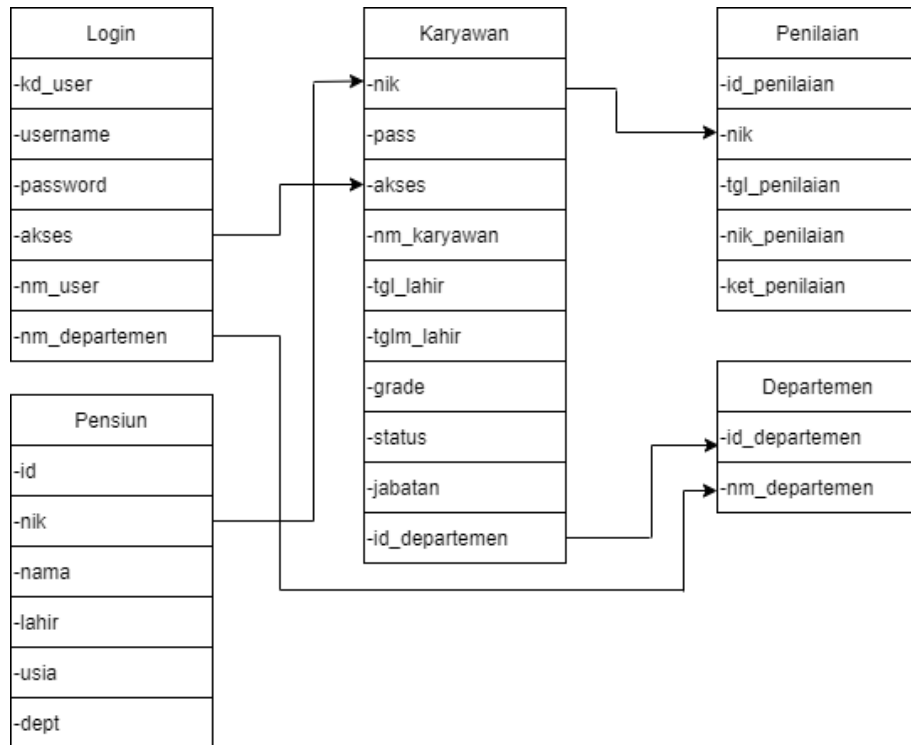 Login
-kd_user
-username
-password
-akses
-nm_user
-nm_departemen
Pensiun
-id
-nik
-nama
-lahir
-usia
-dept
Karyawan
-nik
-pass
-akses
-nm_karyawan
-tgl_lahir
-tglm_lahir
-grade
-status
-jabatan
-id_departemen
Penilaian
-id_penilaian
-nik
-tgl_penilaian
-nik_penilaian
-ket_penilaian
Departemen
-id_departemen
-nm_departemen